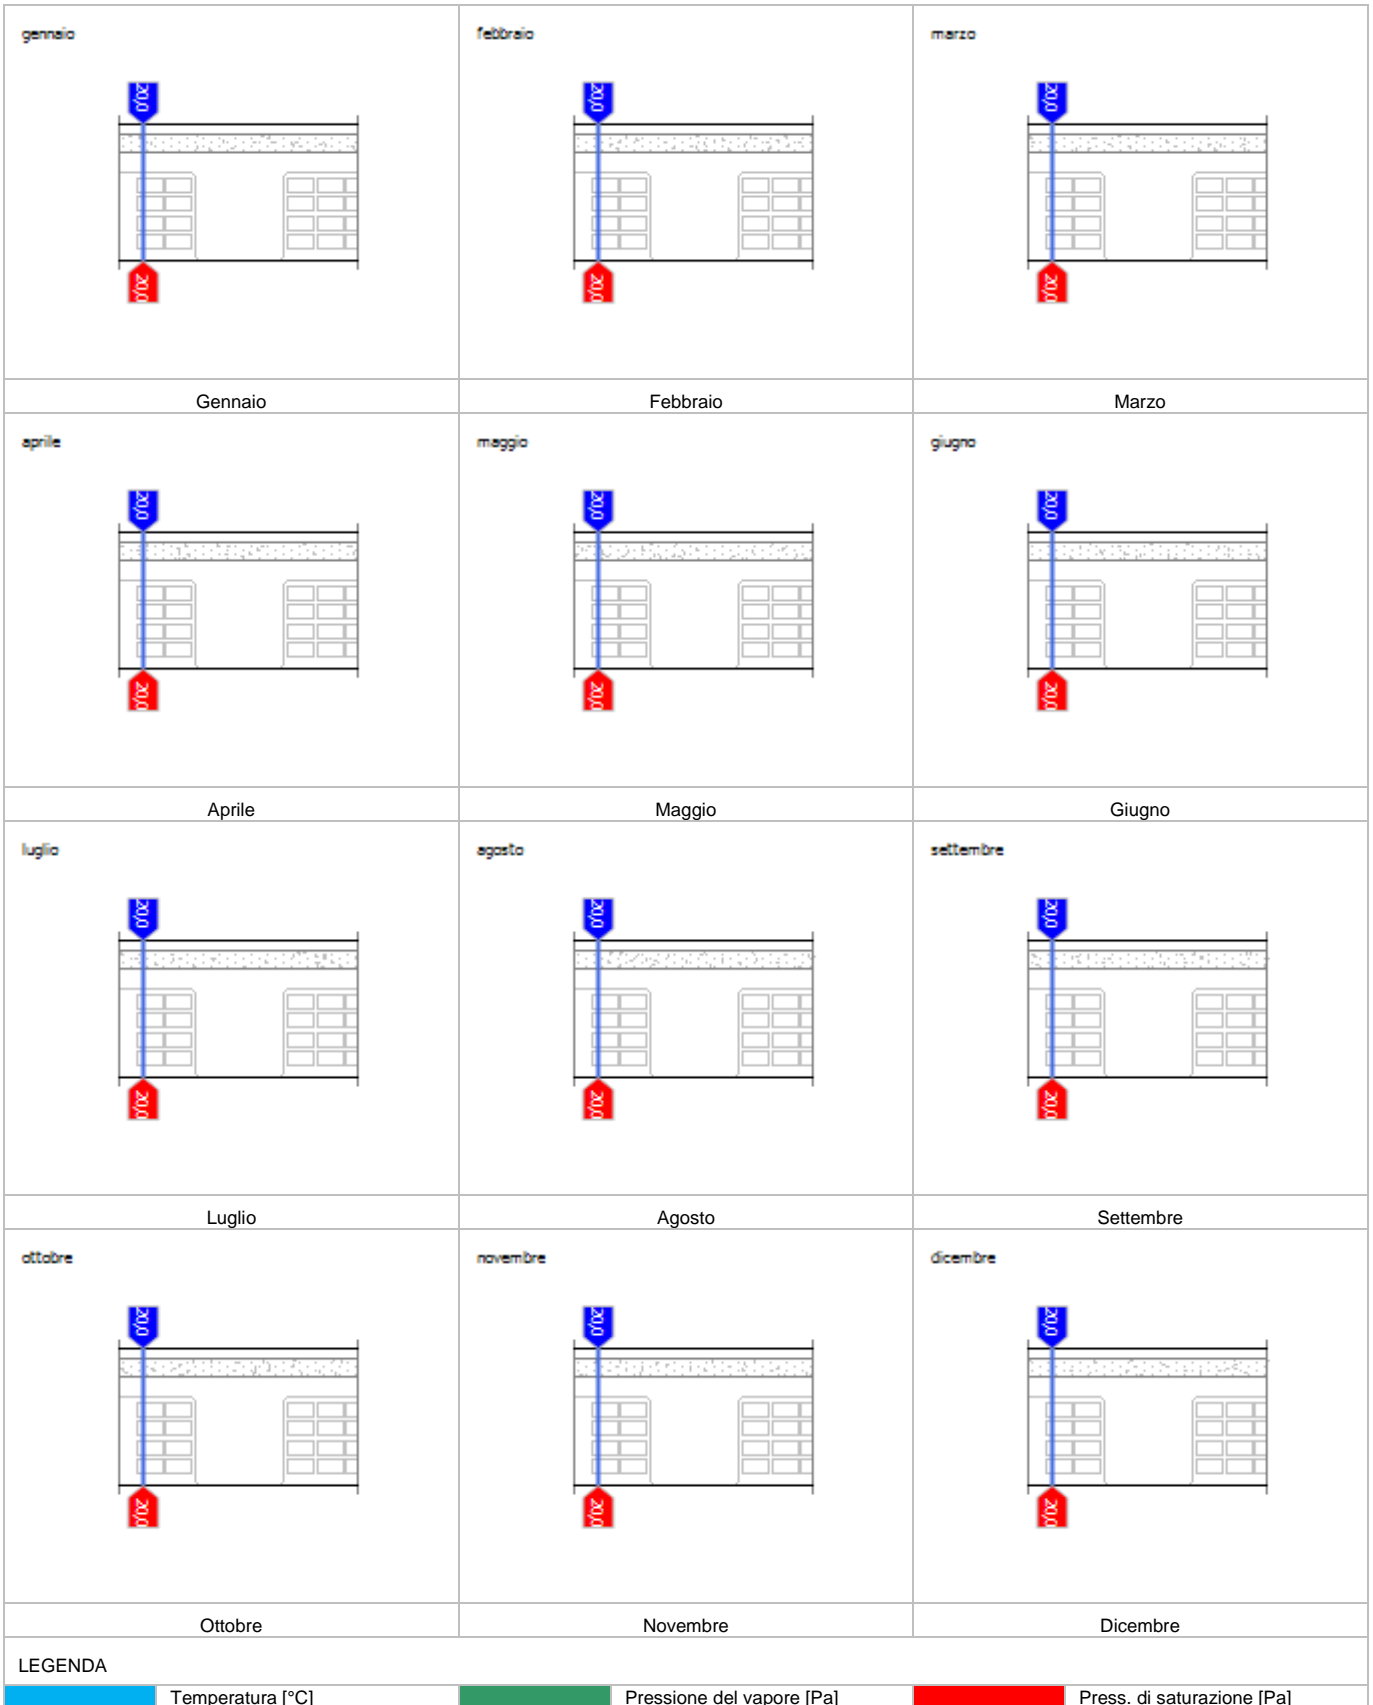 gennaio
febbraio
marzo
20,0
20,0
20,0
20,0
20,0
20,0
Gennaio
Febbraio
Marzo
aprile
maggio
giugno
20,0
20,0
20,0
20,0
20,0
20,0
Aprile
Maggio
Giugno
luglio
agosto
settembre
20,0
20,0
20,0
20,0
20,0
20,0
Luglio
Agosto
Settembre
ottobre
novembre
dicembre
20,0
20,0
20,0
20,0
20,0
20,0
Ottobre
Novembre
Dicembre
LEGENDA
Temperatura [°C]
Pressione del vapore [Pa]
Press. di saturazione [Pa]